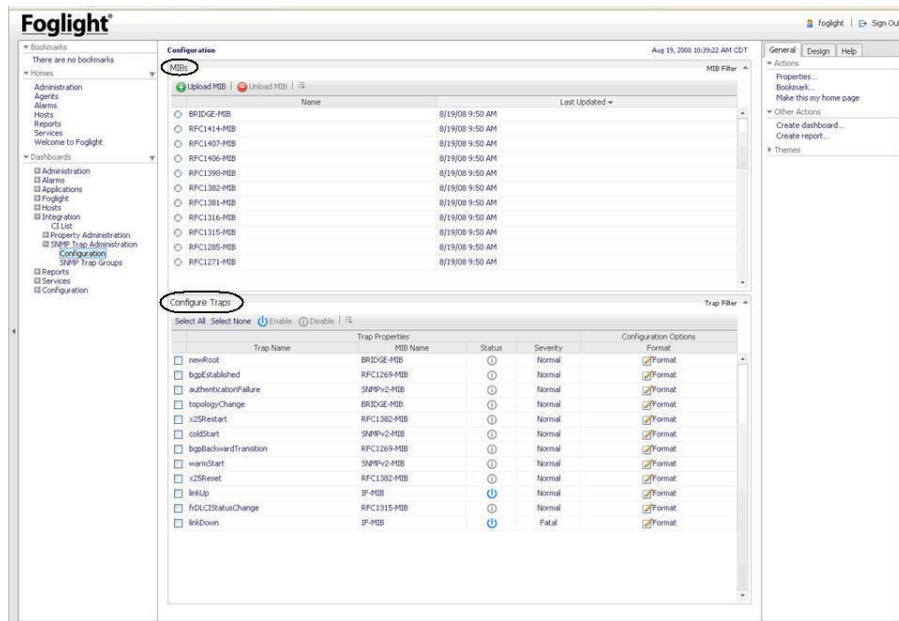 Foglight
foglight | Sign Out
Bookmarks
There are no bookmarks
Homes
Administration
Agents
Alarms
Hosts
Reports
Services
Welcome to Foglight
Dashboards
Administration
Alarms
Applications
Foglight
Hosts
Integration
CI List
Property Administration
SNMP Trap Administration
Configuration
SNMP Trap Groups
Reports
Services
Configuration
Configuration Aug 19, 2008 10:39:22 AM CDT
MIBs MIB Filter
Upload MIB | Unload MIB
Name Last Updated
BRIDGE-MIB 8/19/08 9:50 AM
RFC1414-MIB 8/19/08 9:50 AM
RFC1407-MIB 8/19/08 9:50 AM
RFC1406-MIB 8/19/08 9:50 AM
RFC1398-MIB 8/19/08 9:50 AM
RFC1382-MIB 8/19/08 9:50 AM
RFC1381-MIB 8/19/08 9:50 AM
RFC1316-MIB 8/19/08 9:50 AM
RFC1315-MIB 8/19/08 9:50 AM
RFC1285-MIB 8/19/08 9:50 AM
RFC1271-MIB 8/19/08 9:50 AM
Configure Traps Trap Filter
Select All Select None Enable Disable
Trap Properties Configuration Options
Trap Name MIB Name Status Severity Format
newRoot BRIDGE-MIB Normal Format
bgpEstablished RFC1269-MIB Normal Format
authenticationFailure SNMPv2-MIB Normal Format
topologyChange BRIDGE-MIB Normal Format
x25Restart RFC1382-MIB Normal Format
coldStart SNMPv2-MIB Normal Format
bgpBackwardTransition RFC1269-MIB Normal Format
warmStart SNMPv2-MIB Normal Format
x25Reset RFC1382-MIB Normal Format
linkUp IF-MIB Normal Format
frDLCIStatusChange RFC1315-MIB Normal Format
linkDown IF-MIB Fatal Format
General Design Help
Actions
Properties...
Bookmark...
Make this my home page
Other Actions
Create dashboard...
Create report...
Themes